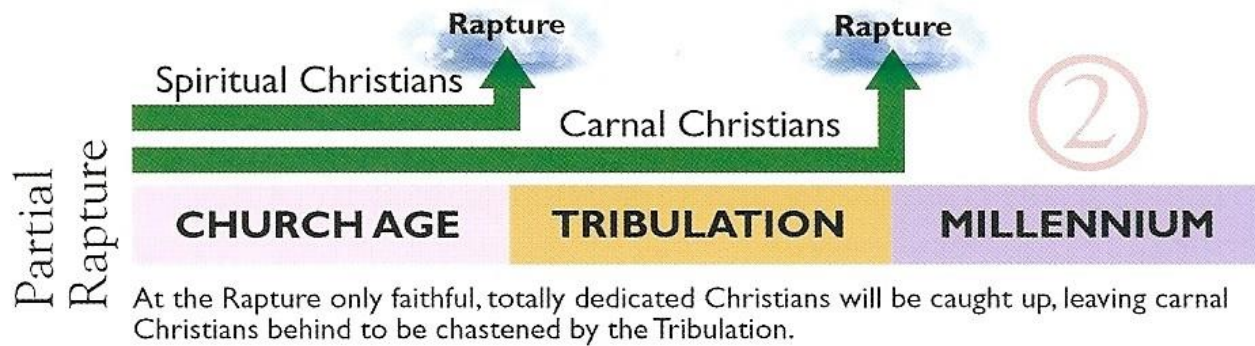 Rapture
Rapture
Spiritual Christians
2
Carnal Christians
Partial
Rapture
CHURCH AGE
TRIBULATION
MILLENNIUM
At the Rapture only faithful, totally dedicated Christians will be caught up, leaving carnal
Christians behind to be chastened by the Tribulation.